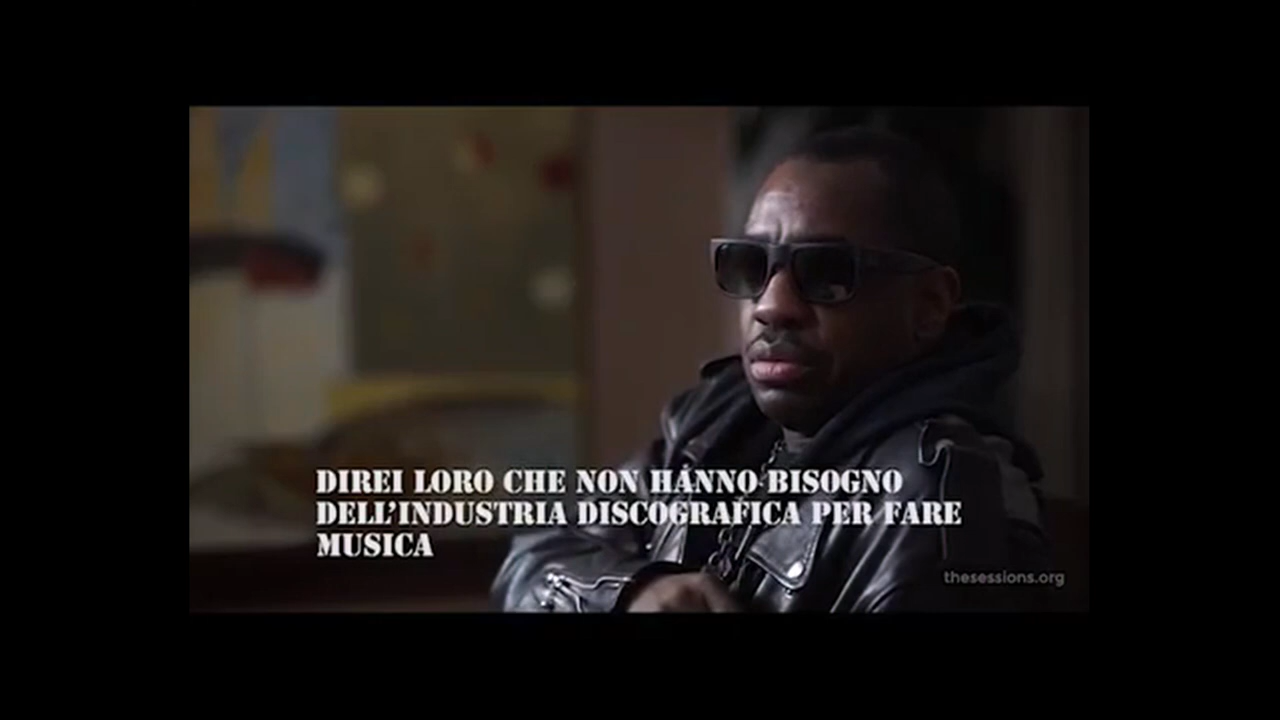 DIREI LORO CHE NON HANNO BISOGNO
DELL'INDUSTRIA DISCOGRAFICA PER FARE
MUSICA
thesessions.org